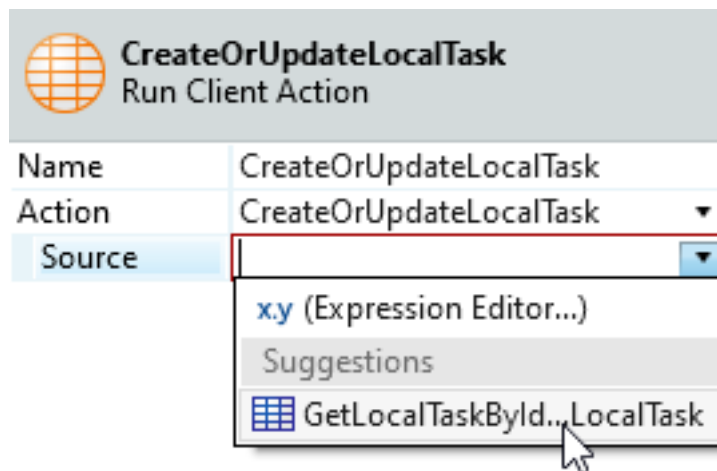 CreateOrUpdateLocalTask
Run Client Action
Name CreateOrUpdateLocalTask
Action CreateOrUpdateLocalTask
Source
x.y (Expression Editor...)
Suggestions
GetLocalTaskById...LocalTask